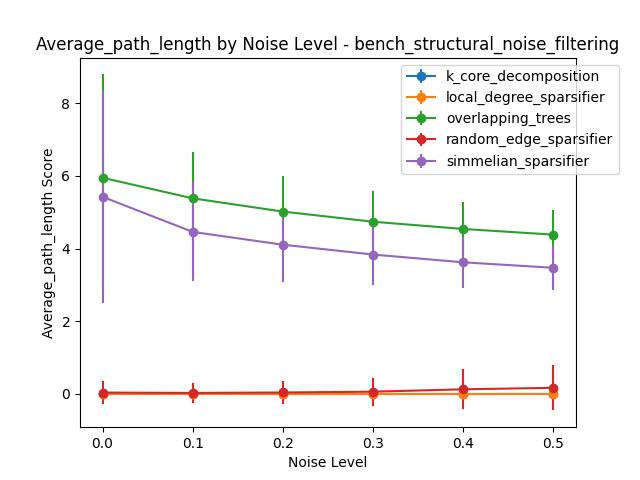 Average_path_length by Noise Level - bench_structural_noise_filtering
k_core_decomposition
local_degree_sparsifier
overlapping_trees
random_edge_sparsifier
simmelian_sparsifier
Average_path_length Score
8
6
4
2
0
0.0 0.1 0.2 0.3 0.4 0.5
Noise Level